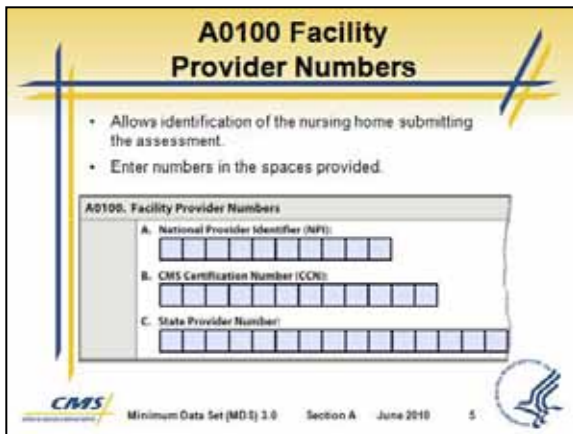 A0100 Facility
Provider Numbers
• Allows identification of the nursing home submitting
the assessment.
• Enter numbers in the spaces provided.
A0100. Facility Provider Numbers
A. National Provider Identifier (NPI):
B. CMS Certification Number (CCN):
C. State Provider Number:
CMS
Minimum Data Set (MDS) 3.0 Section A June 2010 5